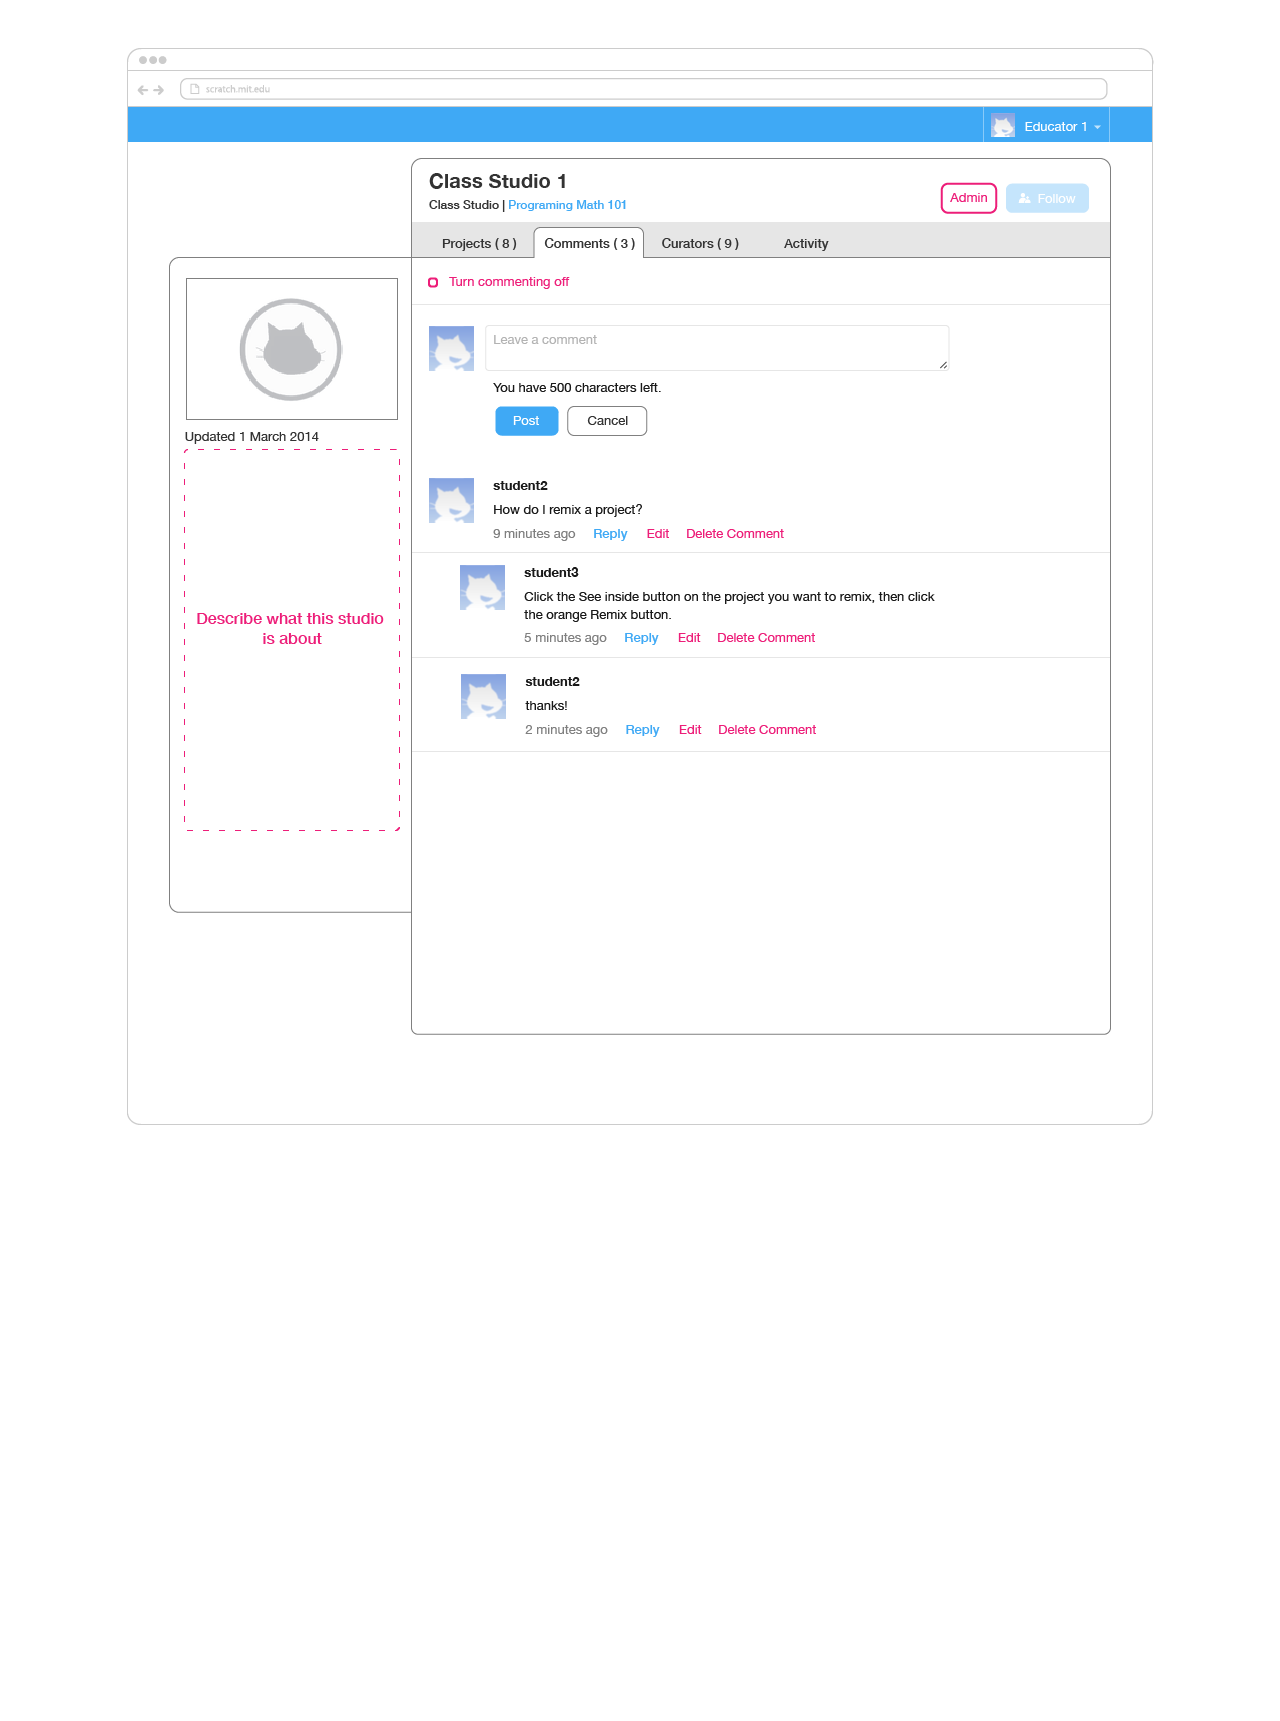 scratch.mit.edu
Educator 1
Class Studio 1
Class Studio | Programing Math 101
Admin
Follow
Projects ( 8 )
Comments ( 3 )
Curators ( 9 )
Activity
Turn commenting off
Leave a comment
You have 500 characters left.
Post
Cancel
Updated 1 March 2014
Describe what this studio
is about
student2
How do I remix a project?
9 minutes ago Reply Edit Delete Comment
student3
Click the See inside button on the project you want to remix, then click
the orange Remix button.
5 minutes ago Reply Edit Delete Comment
student2
thanks!
2 minutes ago Reply Edit Delete Comment